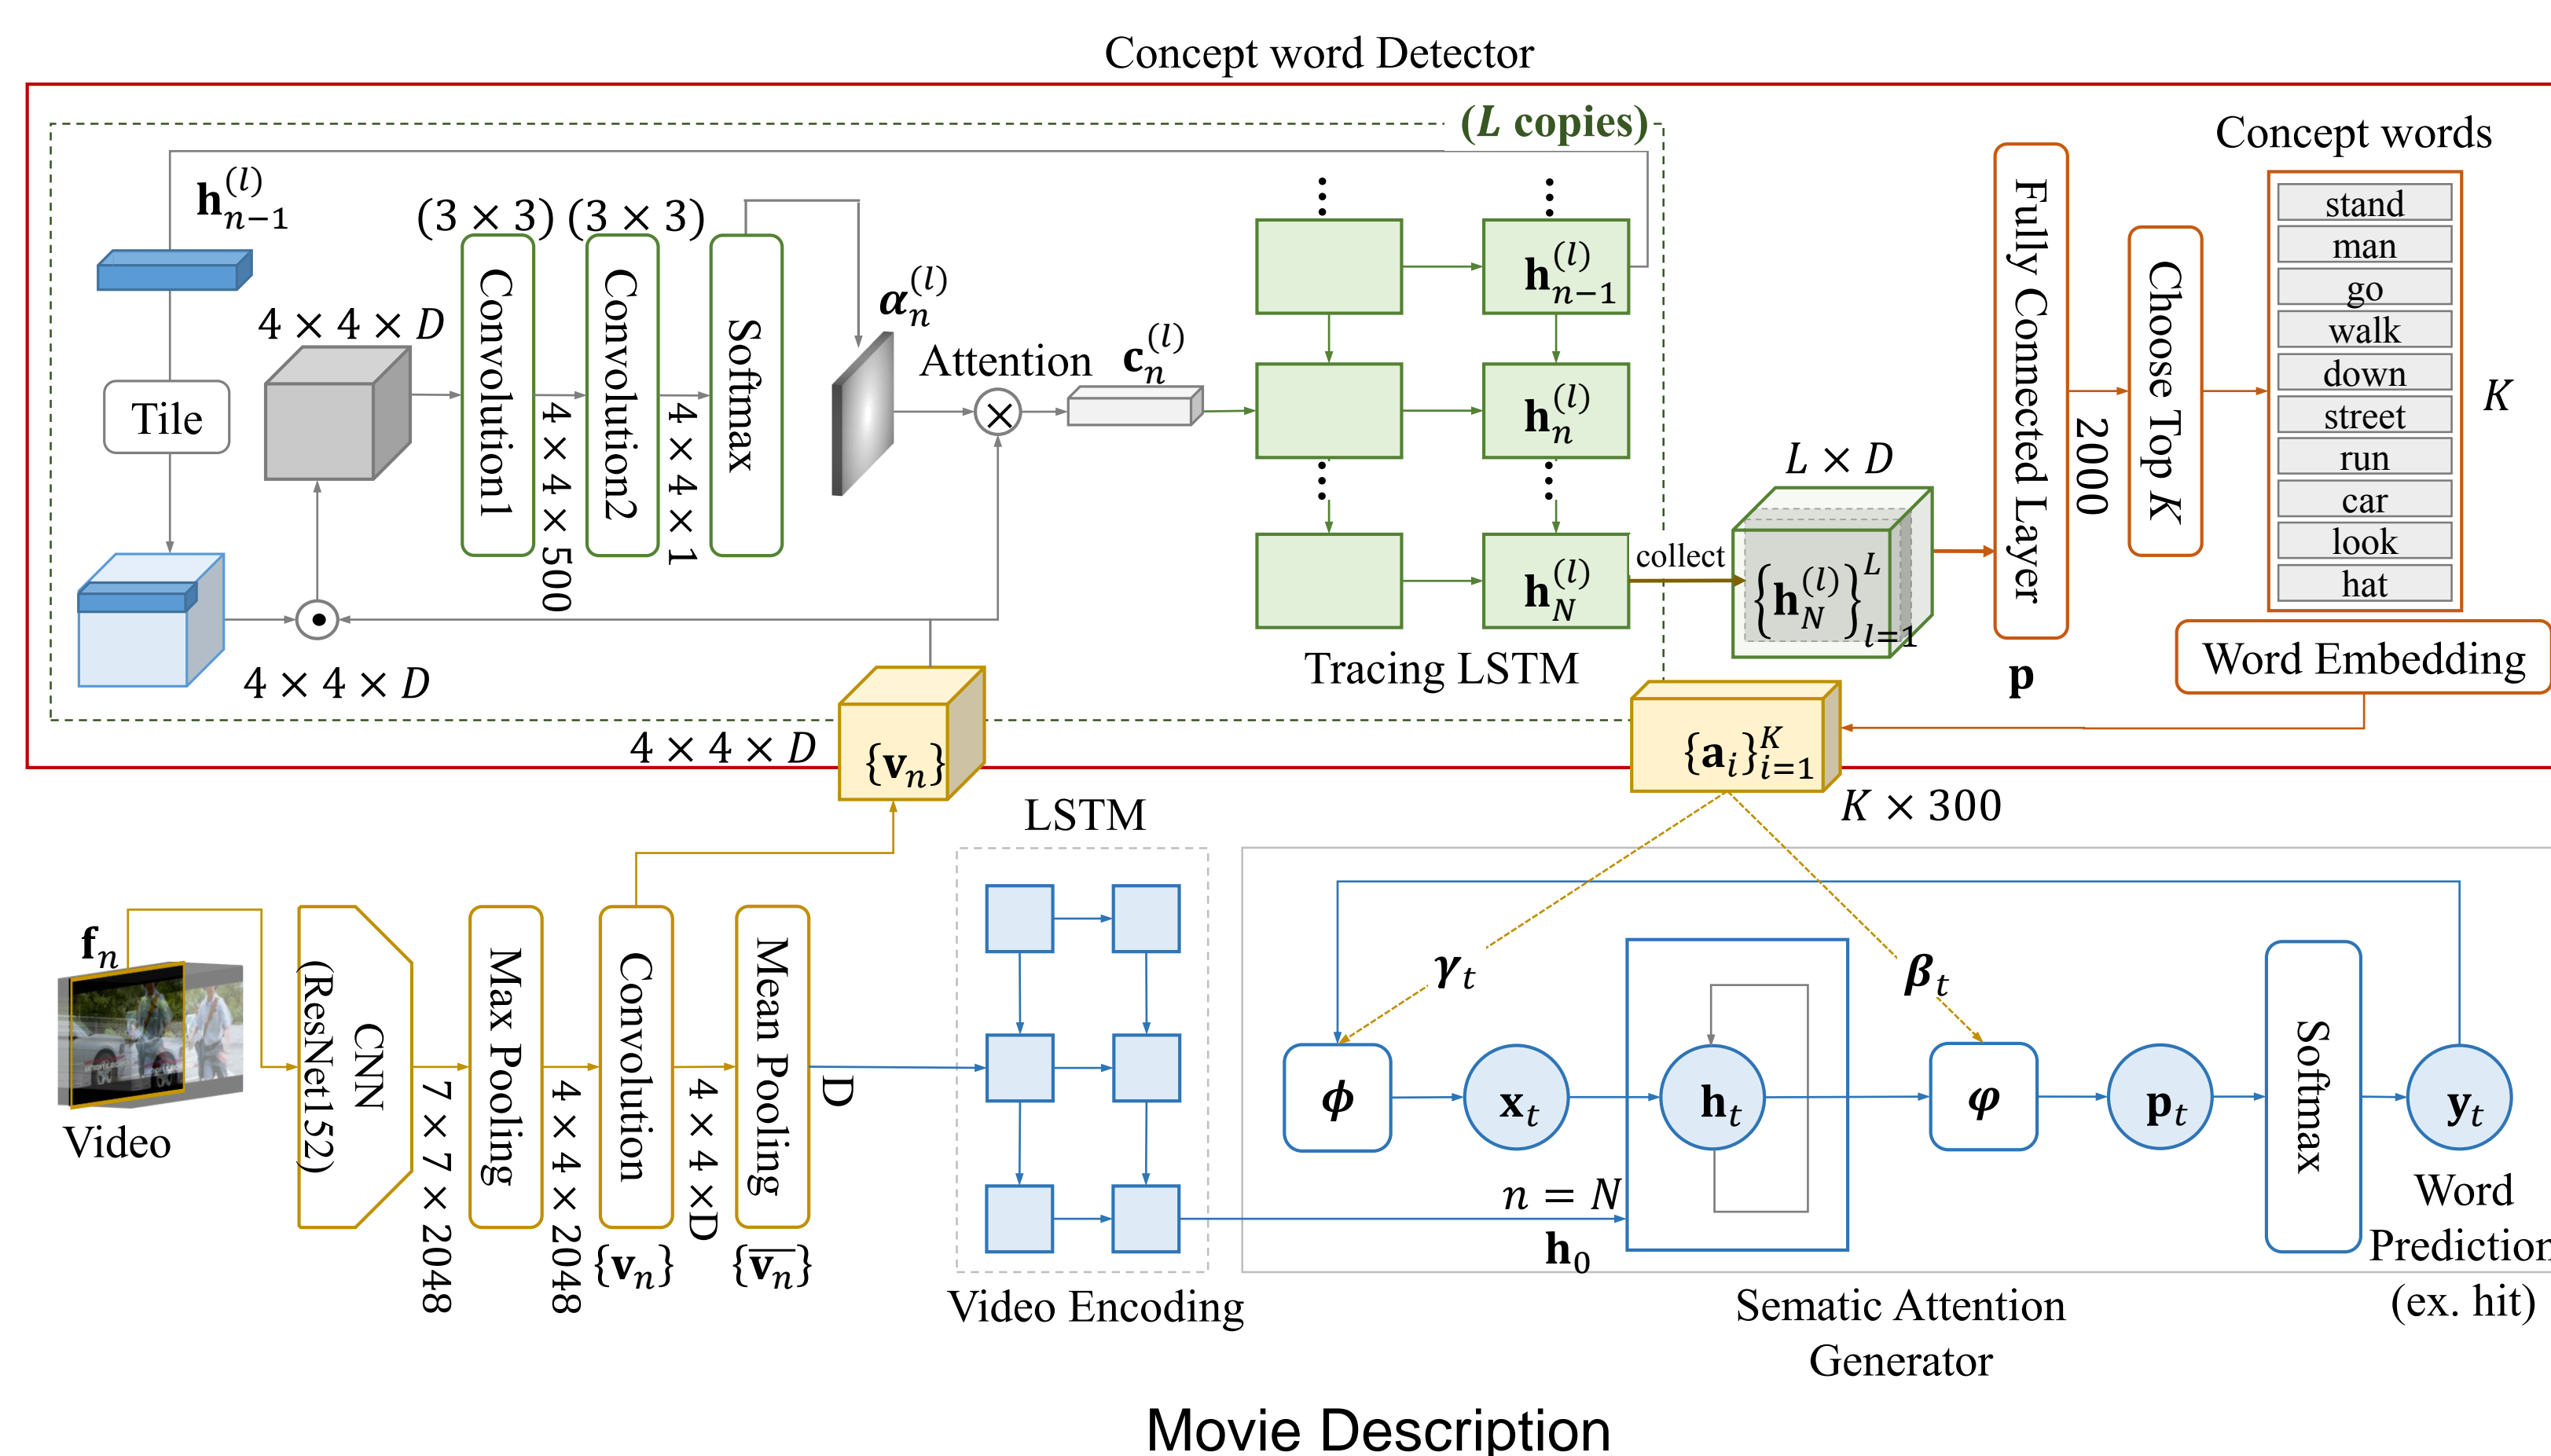 Concept word Detector
(L copies)
Concept words
h_{n−1}^{(l)}
(3 × 3) (3 × 3)
4 × 4 × D
Tile
Convolution1
4 × 4 × 500
Convolution2
4 × 4 × 1
Softmax
α_n^{(l)}
Attention
c_n^{(l)}
4 × 4 × D
h_{n−1}^{(l)}
h_n^{(l)}
h_N^{(l)}
Tracing LSTM
collect
L × D
{h_N^{(l)}}_{l=1}^L
Fully Connected Layer
p
2000
Choose Top K
stand
man
go
walk
down
street
run
car
look
hat
K
Word Embedding
4 × 4 × D
{v_n}
{a_i}_{i=1}^K
K × 300
f_n
Video
CNN
(ResNet152)
7 × 7 × 2048
Max Pooling
4 × 4 × 2048
Convolution
{v_n}
4 × 4 ×D
Mean Pooling
{\overline{v_n}}
D
LSTM
Video Encoding
γ_t
β_t
ϕ
x_t
h_t
φ
p_t
Softmax
y_t
n = N
h_0
Word
Prediction
(ex. hit)
Sematic Attention
Generator
Movie Description